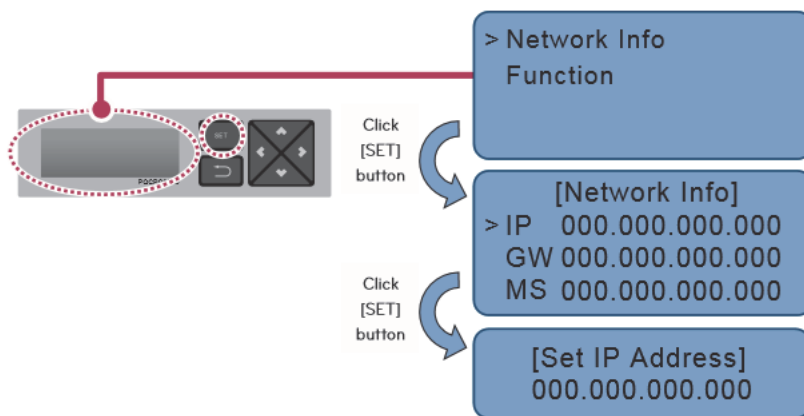 > Network Info
Function
SET
Click
[SET]
button
[Network Info]
> IP 000.000.000.000
GW 000.000.000.000
MS 000.000.000.000
Click
[SET]
button
[Set IP Address]
000.000.000.000